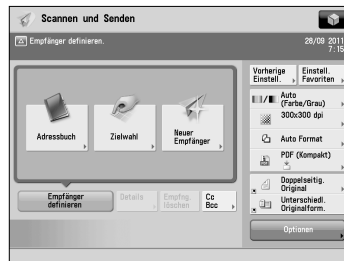 Scannen und Senden
Empfänger definieren.
28/09 2011
7:15
Adressbuch
Zielwahl
Neuer
Empfänger
Empfänger
definieren
Details
Empfng.
löschen
Cc
Bcc
Vorherige
Einstell.
Einstell.
Favoriten
Auto
(Farbe/Grau)
300x300 dpi
Auto Format
PDF (Kompakt)
Doppelseitig.
Original
Unterschiedl.
Originalform.
Optionen